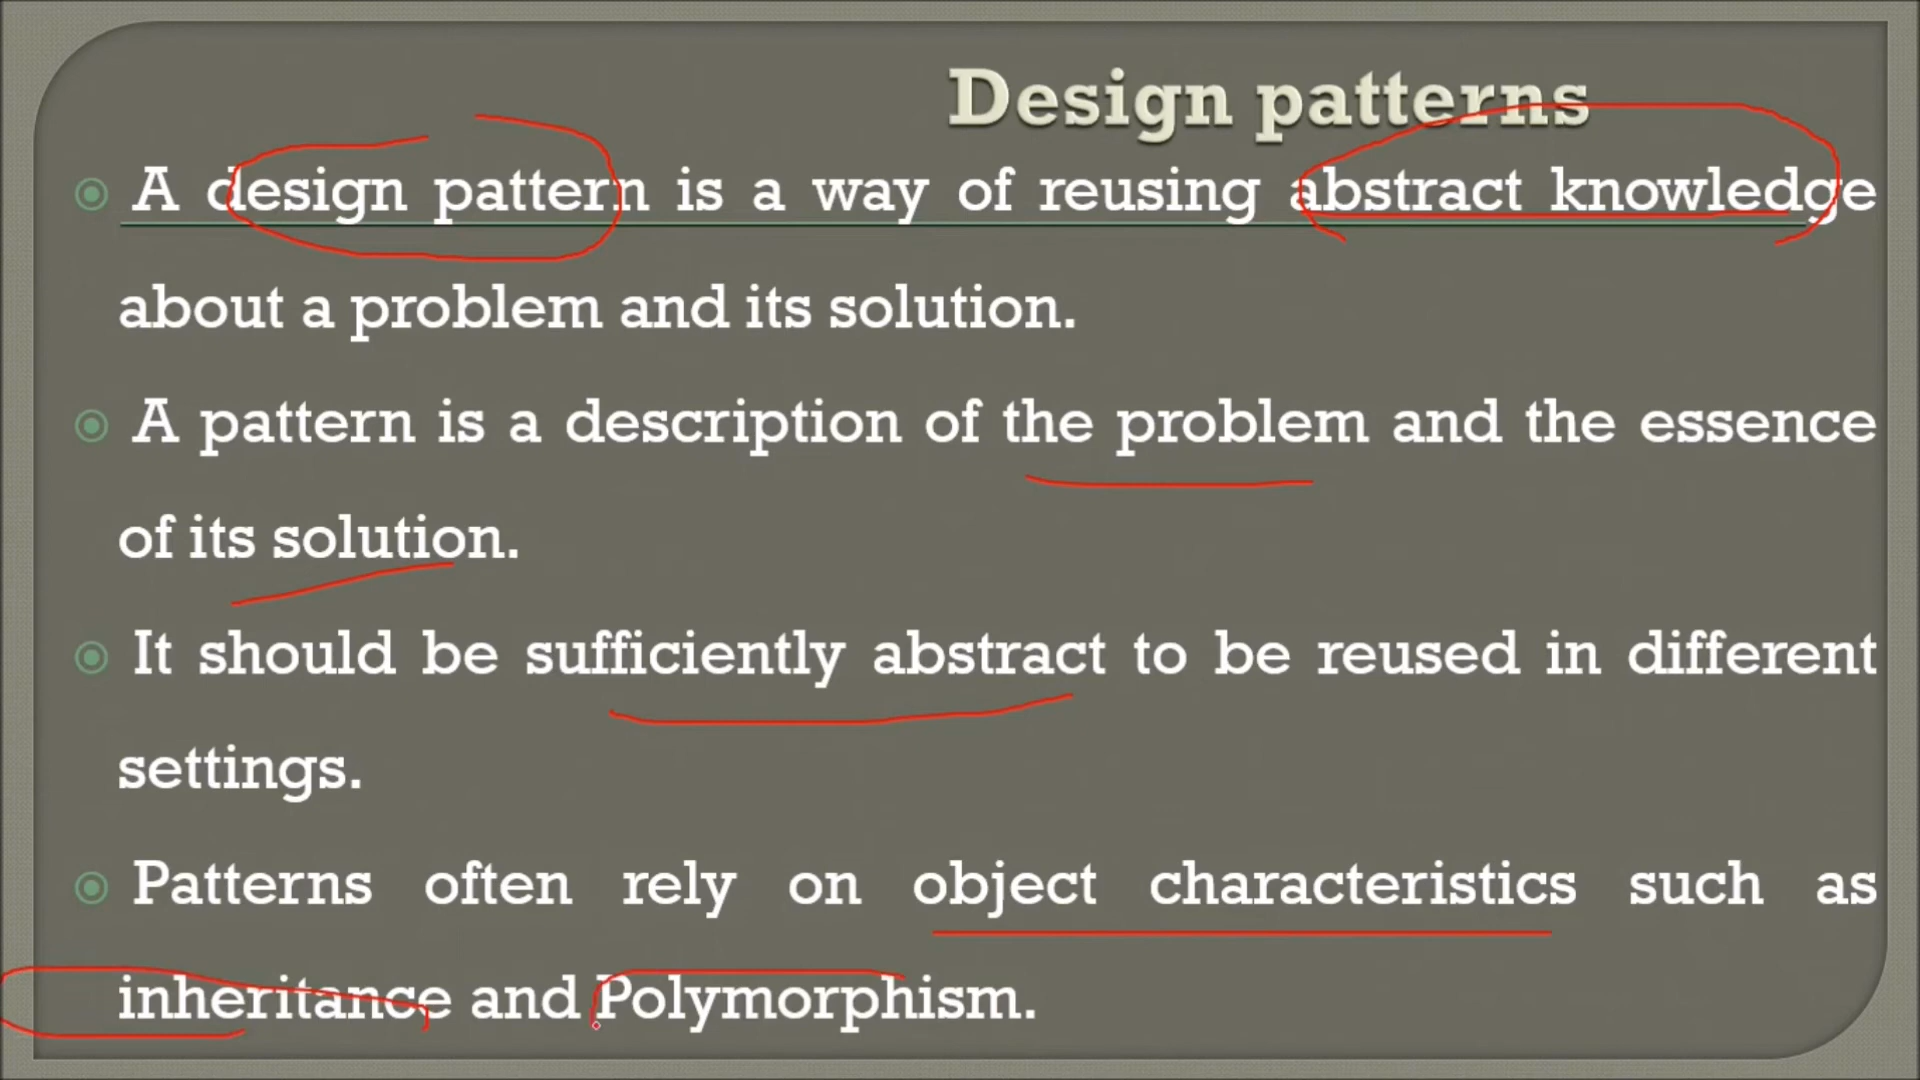 Design patterns
A design pattern is a way of reusing abstract knowledge
about a problem and its solution.
A pattern is a description of the problem and the essence
of its solution.
It should be sufficiently abstract to be reused in different
settings.
Patterns often rely on object characteristics such as
inheritance and Polymorphism.